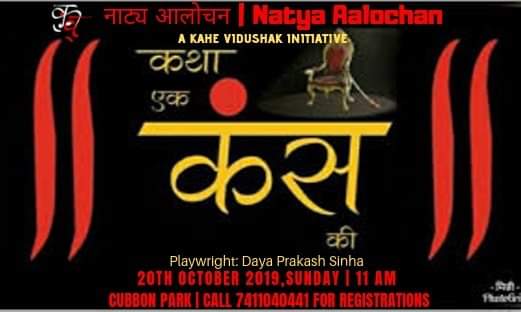 नाट्य आलोचन | Natya Aalochan
A KAHE VIDUSHAK INITIATIVE
कथा
एक
कंस
की
Playwright: Daya Prakash Sinha
20TH OCTOBER 2019,SUNDAY | 11 AM
CUBBON PARK | CALL 7411040441 FOR REGISTRATIONS